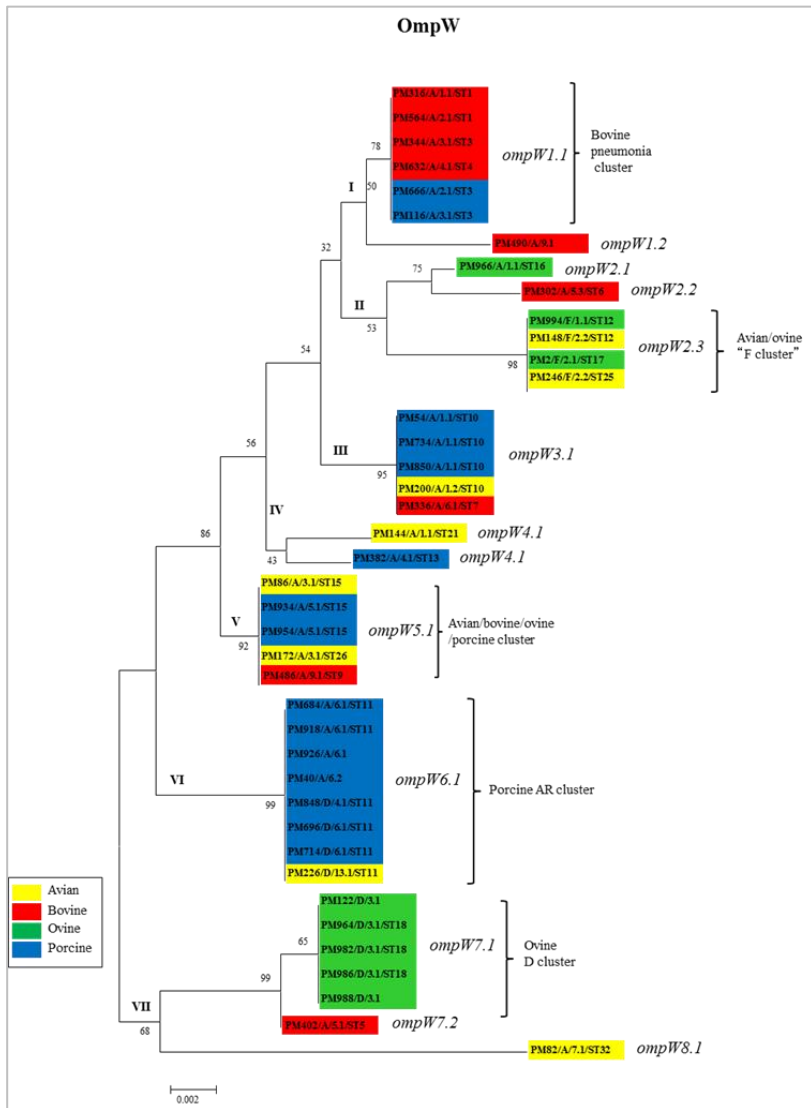 OmpW
PM316/A/1.1/ST1
PM564/A/2.1/ST1
PM344/A/3.1/ST3
PM632/A/4.1/ST4
PM666/A/2.1/ST3
PM116/A/3.1/ST3
ompW1.1
Bovine
pneumonia
cluster
78
50
I
PM490/A/9.1
ompW1.2
32
PM966/A/1.1/ST16
ompW2.1
75
PM302/A/5.3/ST6
ompW2.2
II
53
PM994/F/1.1/ST12
PM148/F/2.2/ST12
PM2/F/2.1/ST17
PM246/F/2.2/ST25
ompW2.3
Avian/ovine
"F cluster"
98
54
PM54/A/1.1/ST10
PM734/A/1.1/ST10
PM850/A/1.1/ST10
PM200/A/1.2/ST10
PM336/A/6.1/ST7
ompW3.1
III
95
56
IV
PM144/A/1.1/ST21
ompW4.1
PM382/A/4.1/ST13
ompW4.1
43
86
PM86/A/3.1/ST15
PM934/A/5.1/ST15
PM954/A/5.1/ST15
PM172/A/3.1/ST26
PM486/A/9.1/ST9
ompW5.1
Avian/bovine/ovine
/porcine cluster
V
92
PM684/A/6.1/ST11
PM918/A/6.1/ST11
PM926/A/6.1
PM40/A/6.2
PM848/D/4.1/ST11
PM696/D/6.1/ST11
PM714/D/6.1/ST11
PM226/D/13.1/ST11
ompW6.1
Porcine AR cluster
VI
99
Avian
Bovine
Ovine
Porcine
PM122/D/3.1
PM964/D/3.1/ST18
PM982/D/3.1/ST18
PM986/D/3.1/ST18
PM988/D/3.1
ompW7.1
Ovine
D cluster
65
99
VII
PM402/A/5.1/ST5
ompW7.2
68
PM82/A/7.1/ST32
ompW8.1
0.002